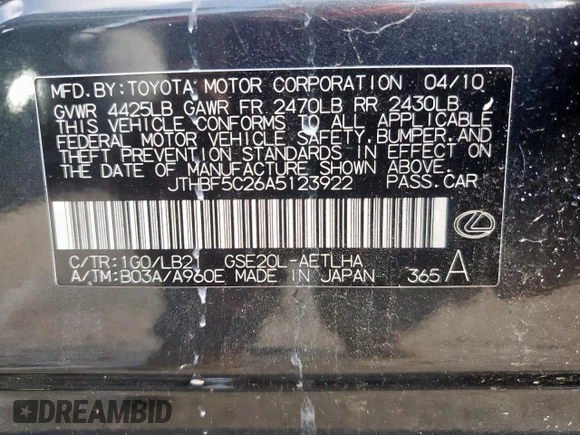 MFD. BY: TOYOTA MOTOR CORPORATION 04/10
GVWR 4425LB GAWR FR 2470LB RR 2430LB
THIS VEHICLE CONFORMS TO ALL APPLICABLE
FEDERAL MOTOR VEHICLE SAFETY, BUMPER, AND
THEFT PREVENTION STANDARDS IN EFFECT ON
THE DATE OF MANUFACTURE SHOWN ABOVE.
JTHBF5C26A5123922 PASS. CAR
C/TR: 1G0/LB21 GSE20L-AETLHA
A/TM: B03A/A960E MADE IN JAPAN 365 A
DREAMBID